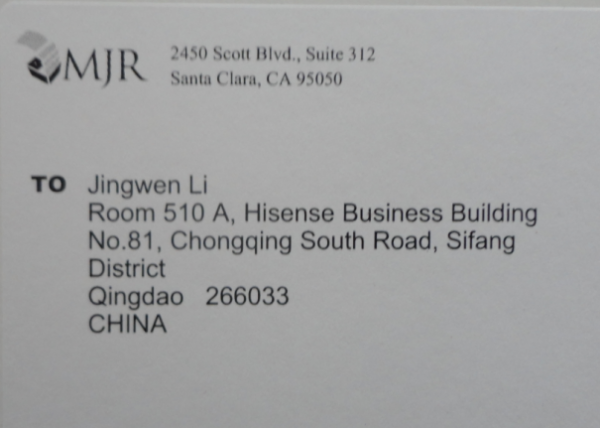 MJR
2450 Scott Blvd., Suite 312
Santa Clara, CA 95050
TO Jingwen Li
Room 510 A, Hisense Business Building
No.81, Chongqing South Road, Sifang
District
Qingdao 266033
CHINA